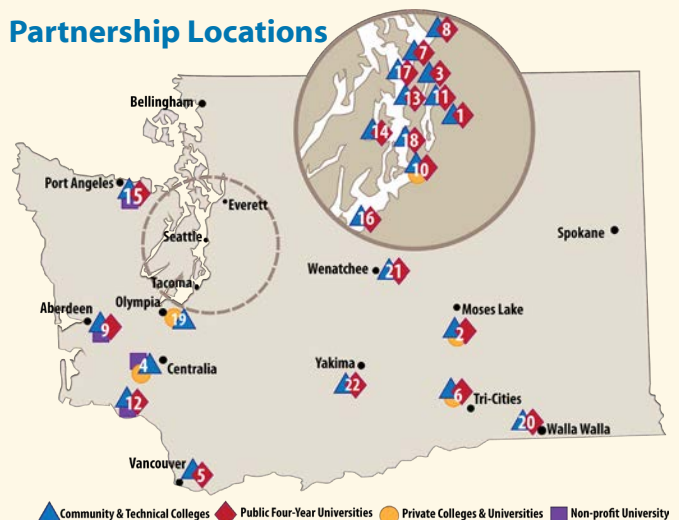 Partnership Locations
8
7
17
3
13
11
1
14
18
10
16
Bellingham
Port Angeles
15
Everett
Seattle
Spokane
Wenatchee
21
Tacoma
Olympia
19
Aberdeen
9
Moses Lake
2
4
Centralia
Yakima
22
6
Tri-Cities
12
20
Walla Walla
Vancouver
5
Community & Technical Colleges
Public Four-Year Universities
Private Colleges & Universities
Non-profit University